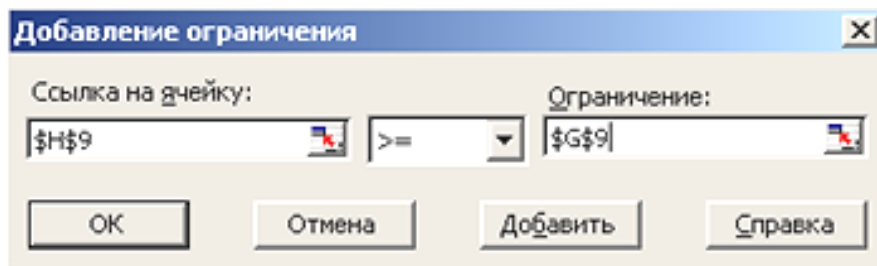 Добавление ограничения
Ссылка на ячейку: Ограничение:
$H$9 >= $G$9
ОК Отмена Добавить Справка